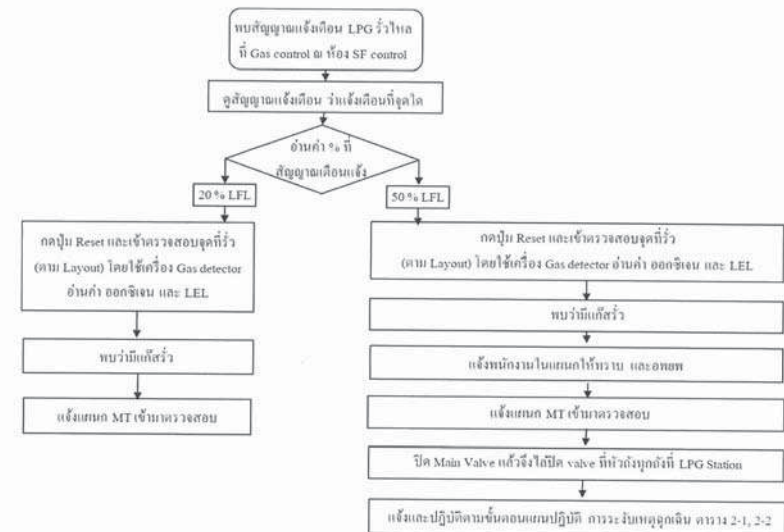 พบสัญญาณแจ้งเตือน LPG รั่วไหล
ที่ Gas control ณ ห้อง SF control
ดูสัญญาณแจ้งเตือน ว่าแจ้งเตือนที่จุดใด
อ่านค่า % ที่
สัญญาณเตือนแจ้ง
20 % LFL
50 % LFL
กดปุ่ม Reset และเข้าตรวจสอบจุดที่รั่ว
(ตาม Layout) โดยใช้เครื่อง Gas detector
อ่านค่า ออกซิเจน และ LEL
พบว่ามีแก๊สรั่ว
แจ้งแผนก MT เข้ามาตรวจสอบ
กดปุ่ม Reset และเข้าตรวจสอบจุดที่รั่ว
(ตาม Layout) โดยใช้เครื่อง Gas detector อ่านค่า ออกซิเจน และ LEL
พบว่ามีแก๊สรั่ว
แจ้งพนักงานในแผนกให้ทราบ และอพยพ
แจ้งแผนก MT เข้ามาตรวจสอบ
ปิด Main Valve แล้วจึงไล่ปิด valve ที่หัวถังทุกถังที่ LPG Station
แจ้งและปฏิบัติตามขั้นตอนแผนปฏิบัติ การระงับเหตุฉุกเฉิน ตาราง 2-1, 2-2